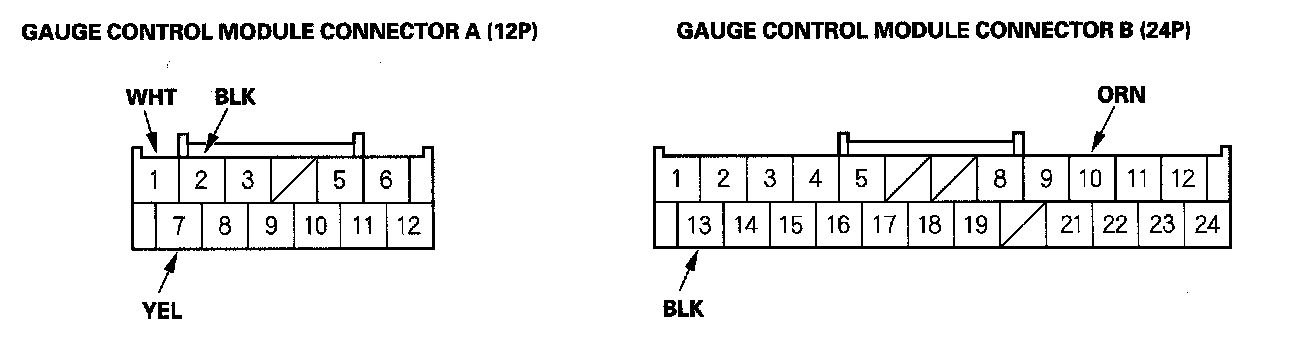 GAUGE CONTROL MODULE CONNECTOR A (12P)
WHT BLK
1 2 3 5 6
7 8 9 10 11 12
YEL
GAUGE CONTROL MODULE CONNECTOR B (24P)
ORN
1 2 3 4 5 8 9 10 11 12
13 14 15 16 17 18 19 21 22 23 24
BLK